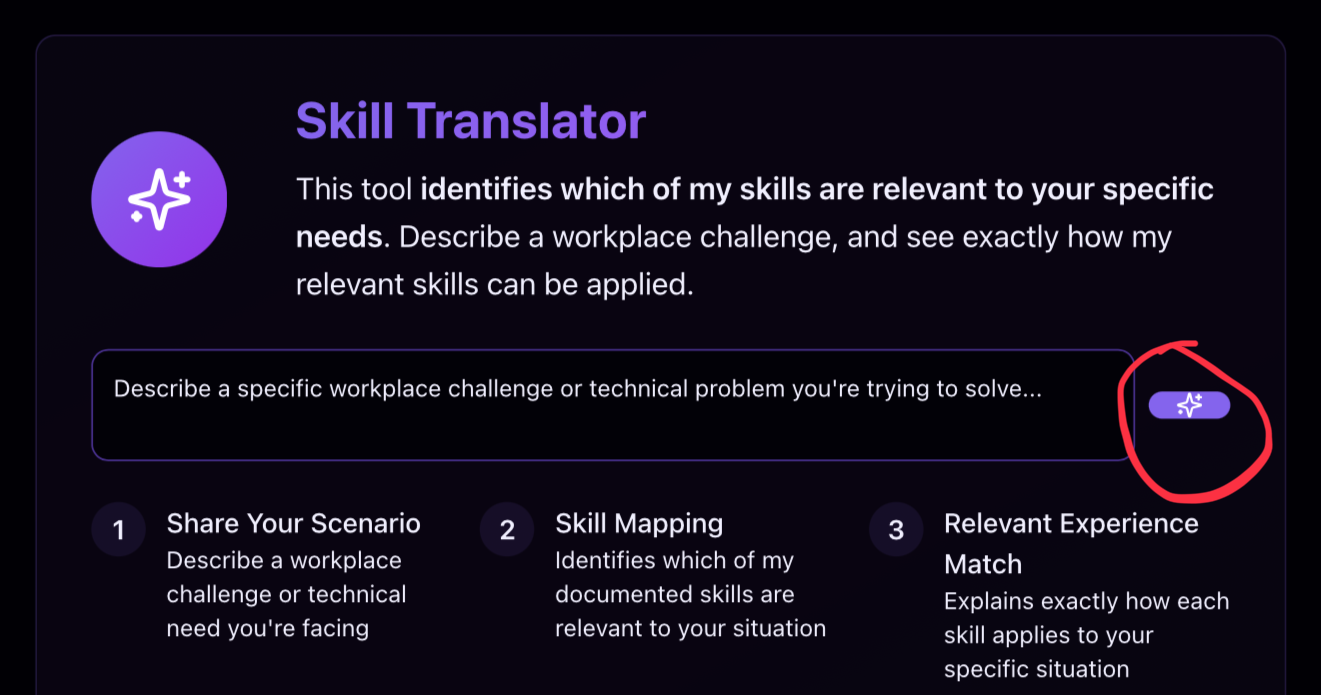 Skill Translator
This tool identifies which of my skills are relevant to your specific
needs. Describe a workplace challenge, and see exactly how my
relevant skills can be applied.
Describe a specific workplace challenge or technical problem you're trying to solve...
1
Share Your Scenario
Describe a workplace
challenge or technical
need you're facing
2
Skill Mapping
Identifies which of my
documented skills are
relevant to your situation
3
Relevant Experience
Match
Explains exactly how each
skill applies to your
specific situation